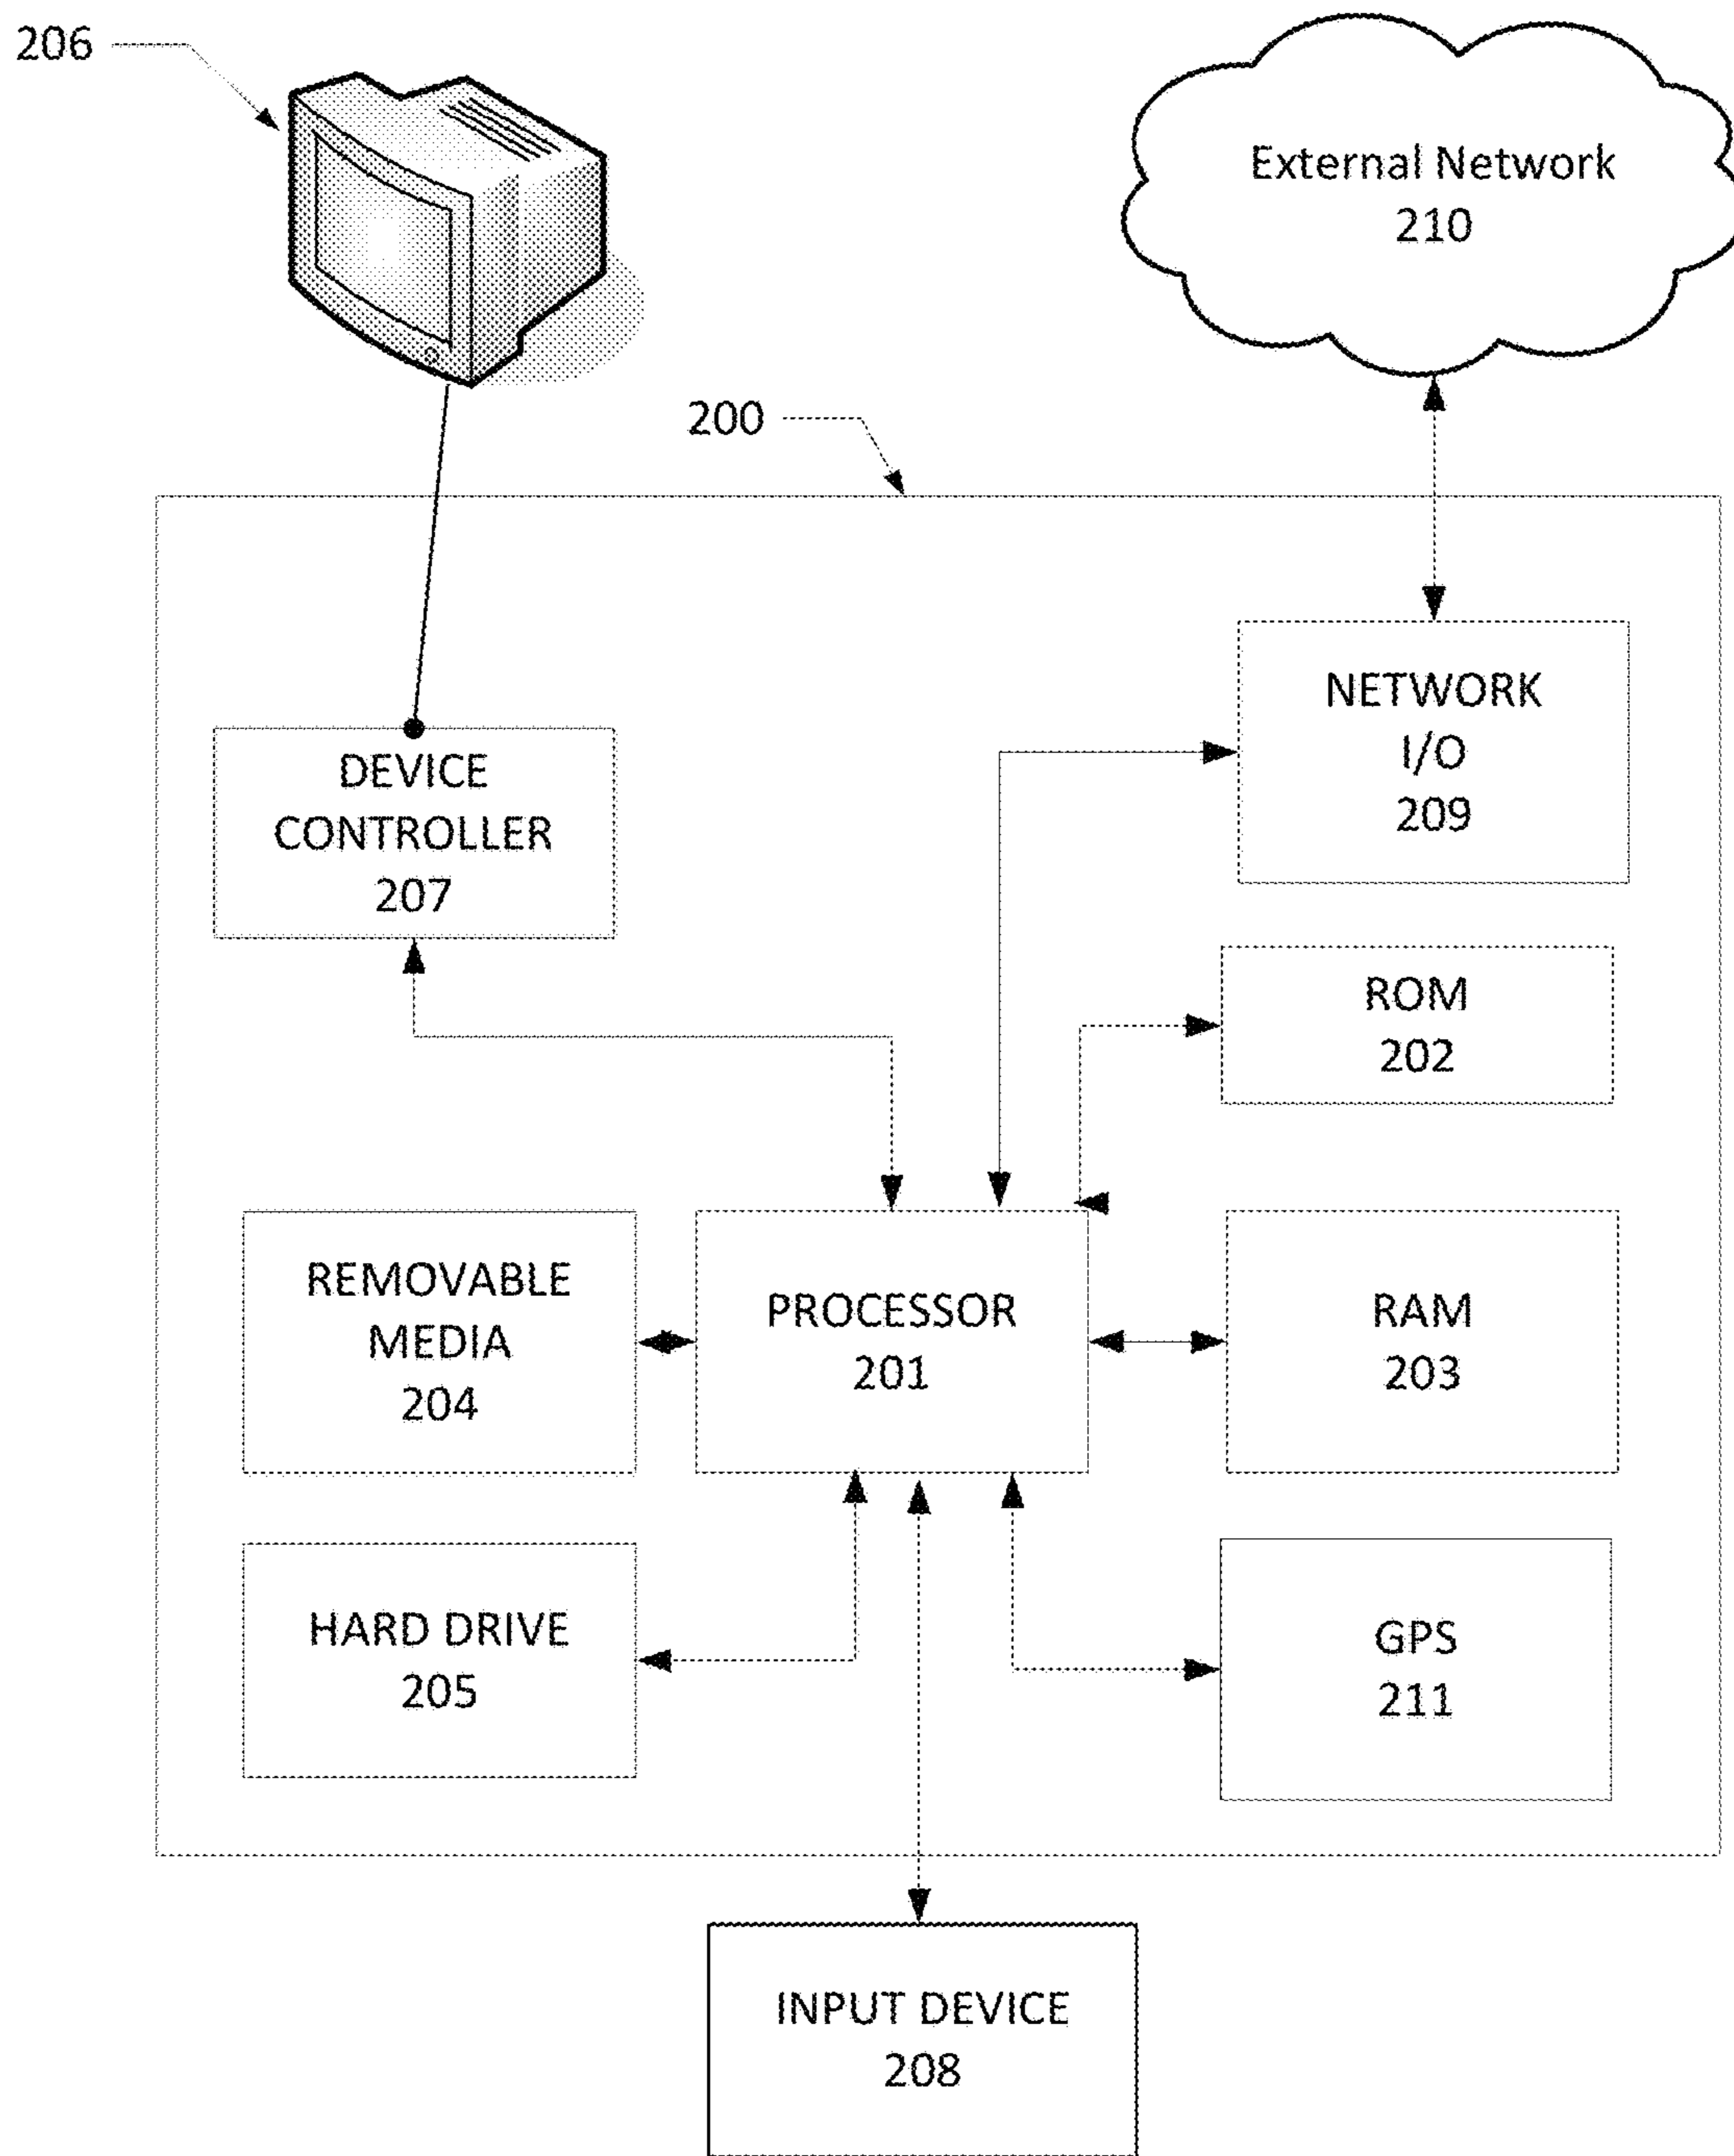 206
External Network
210
200
NETWORK
I/O
209
DEVICE
CONTROLLER
207
ROM
202
REMOVABLE
MEDIA
204
PROCESSOR
201
RAM
203
HARD DRIVE
205
GPS
211
INPUT DEVICE
208